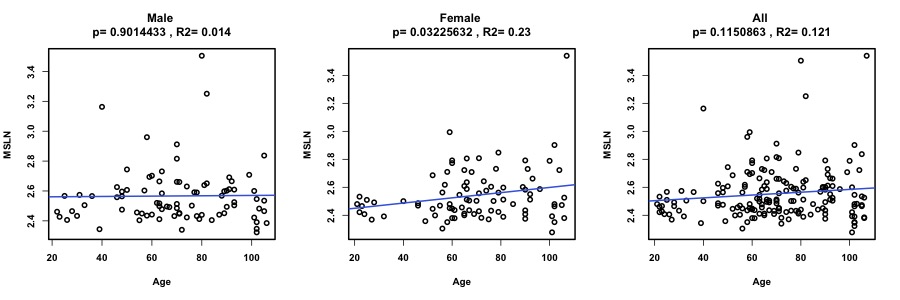 Male
p= 0.9014433 , R2= 0.014
MSLN
3.4
3.2
3.0
2.8
2.6
2.4
20 40 60 80 100
Age
Female
p= 0.03225632 , R2= 0.23
MSLN
3.4
3.2
3.0
2.8
2.6
2.4
20 40 60 80 100
Age
All
p= 0.1150863 , R2= 0.121
MSLN
3.4
3.2
3.0
2.8
2.6
2.4
20 40 60 80 100
Age